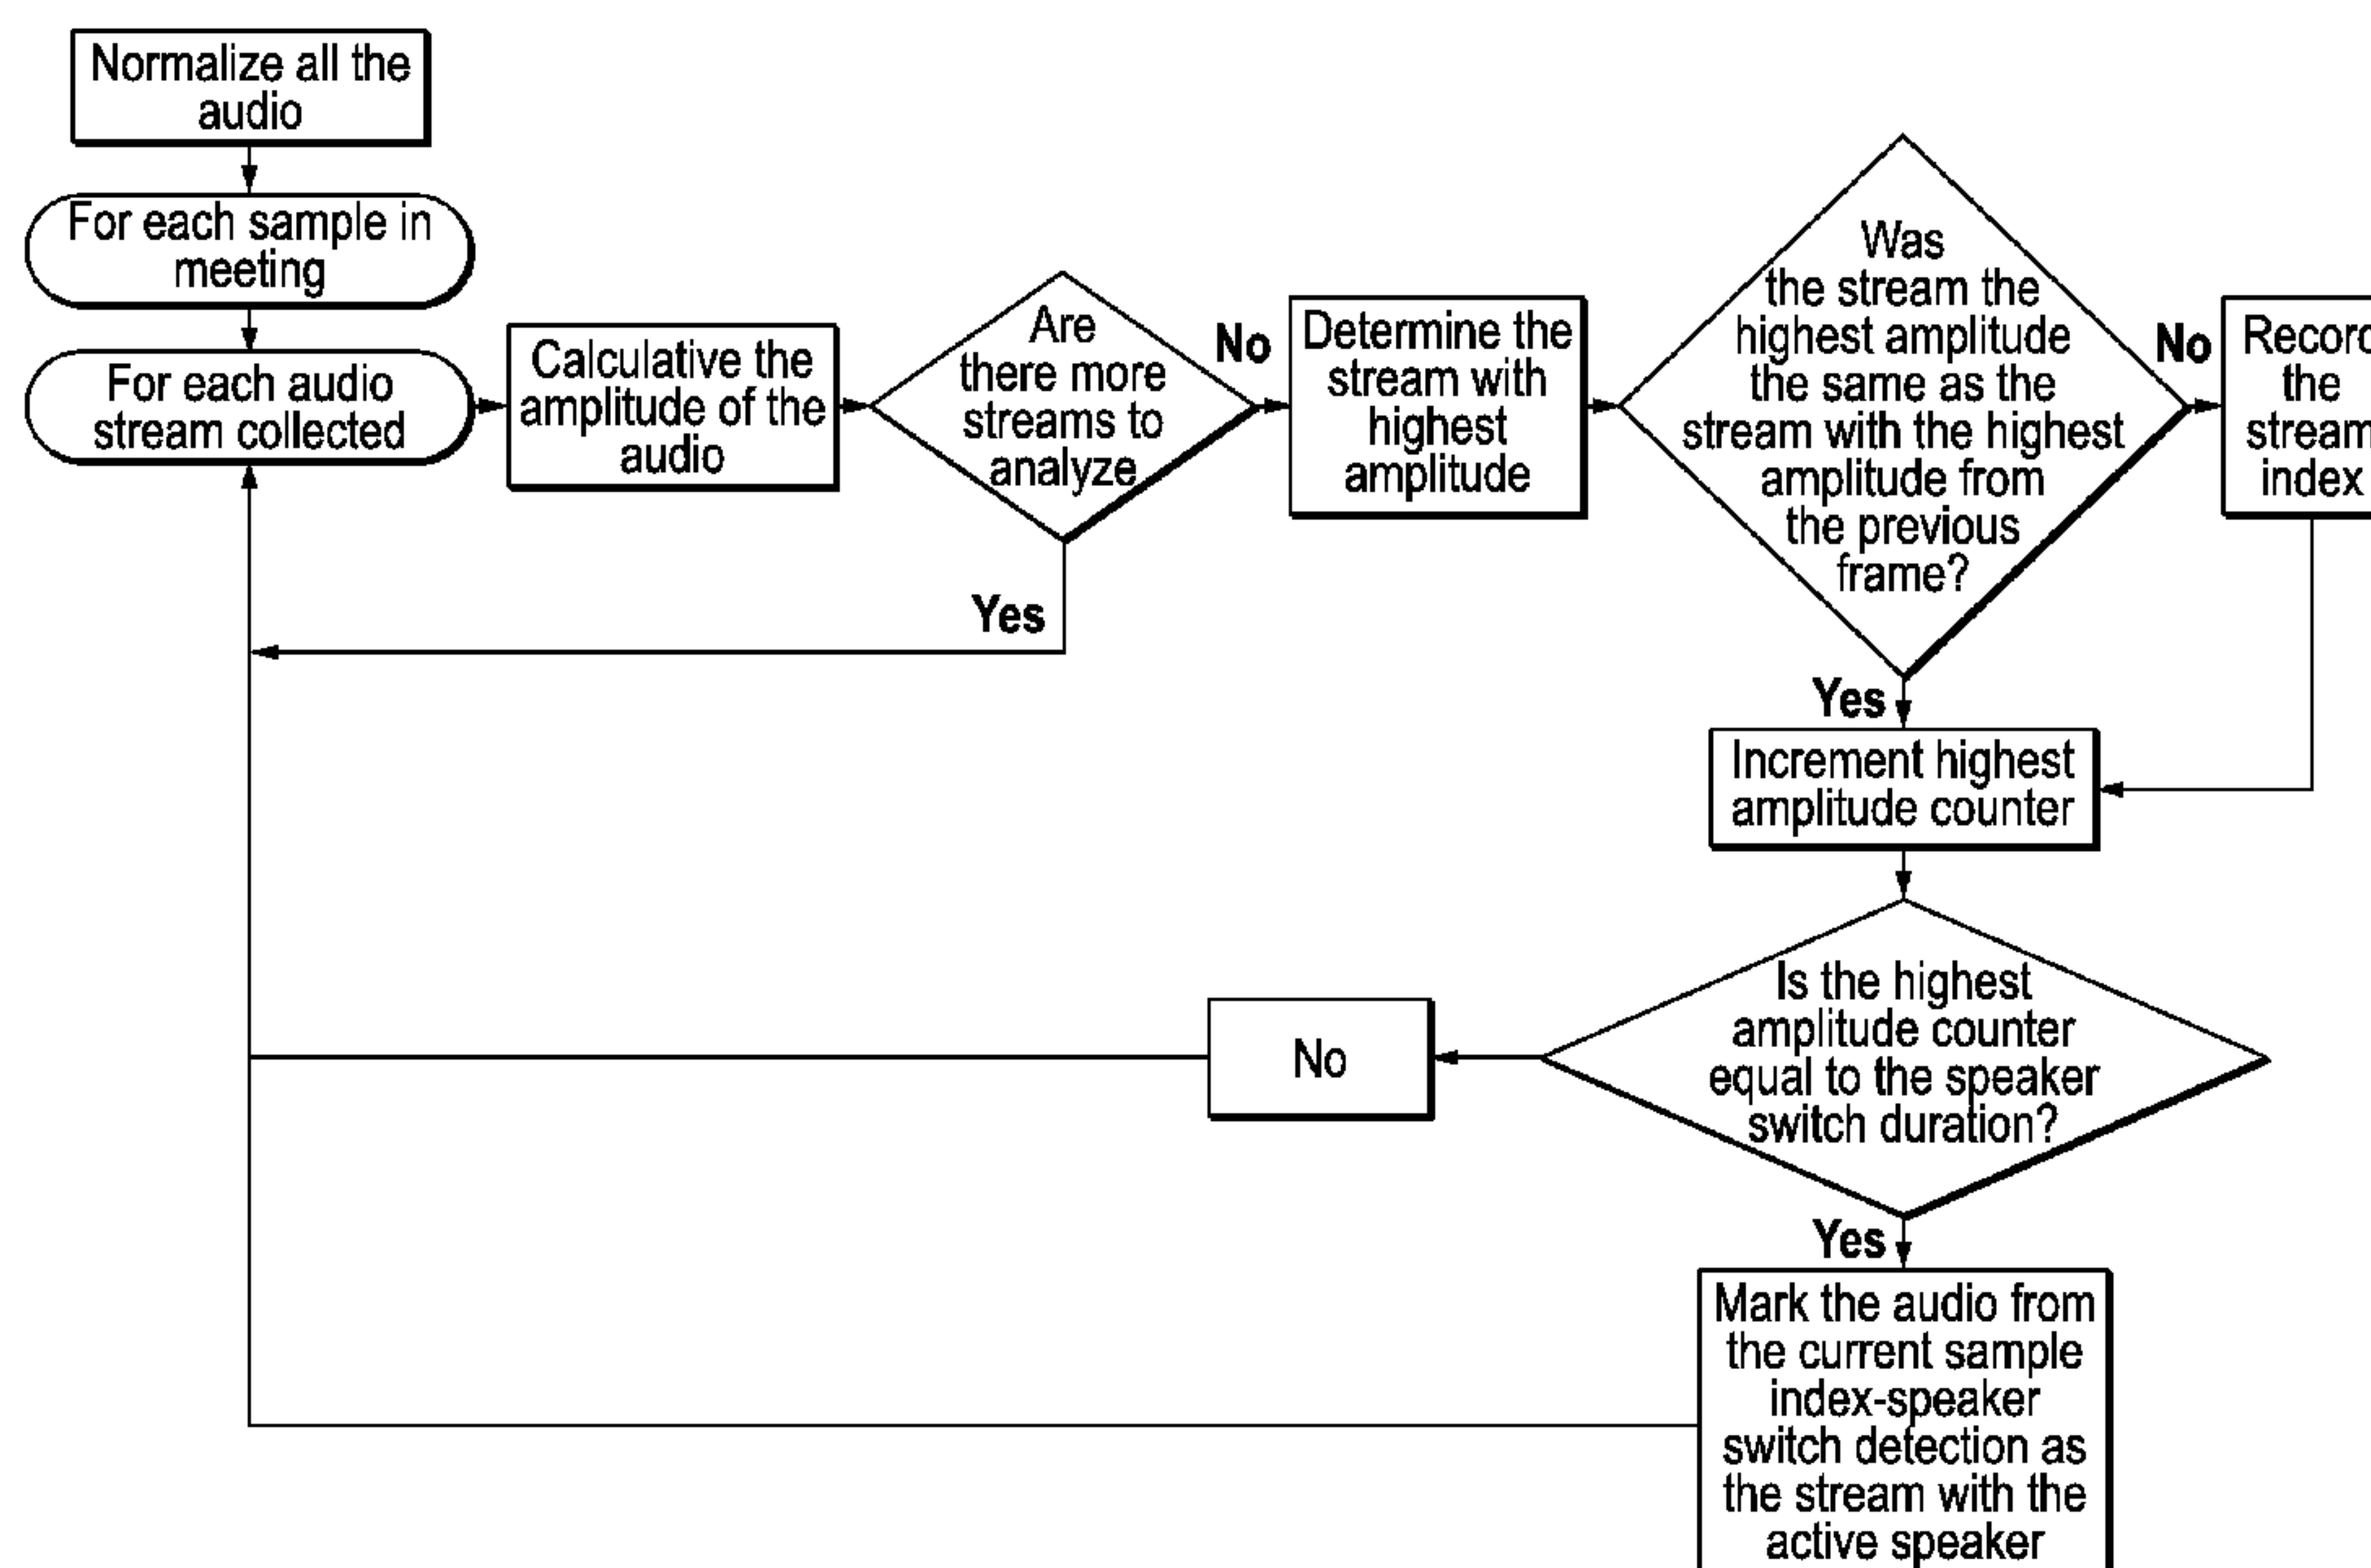 Normalize all the
audio
For each sample in
meeting
For each audio
stream collected
Calculative the
amplitude of the
audio
Are
there more
streams to
analyze
No
Yes
Determine the
stream with
highest
amplitude
Was
the stream the
highest amplitude
the same as the
stream with the highest
amplitude from
the previous
frame?
No
Record
the
stream
index
Yes
Increment highest
amplitude counter
Is the highest
amplitude counter
equal to the speaker
switch duration?
No
Yes
Mark the audio from
the current sample
index-speaker
switch detection as
the stream with the
active speaker